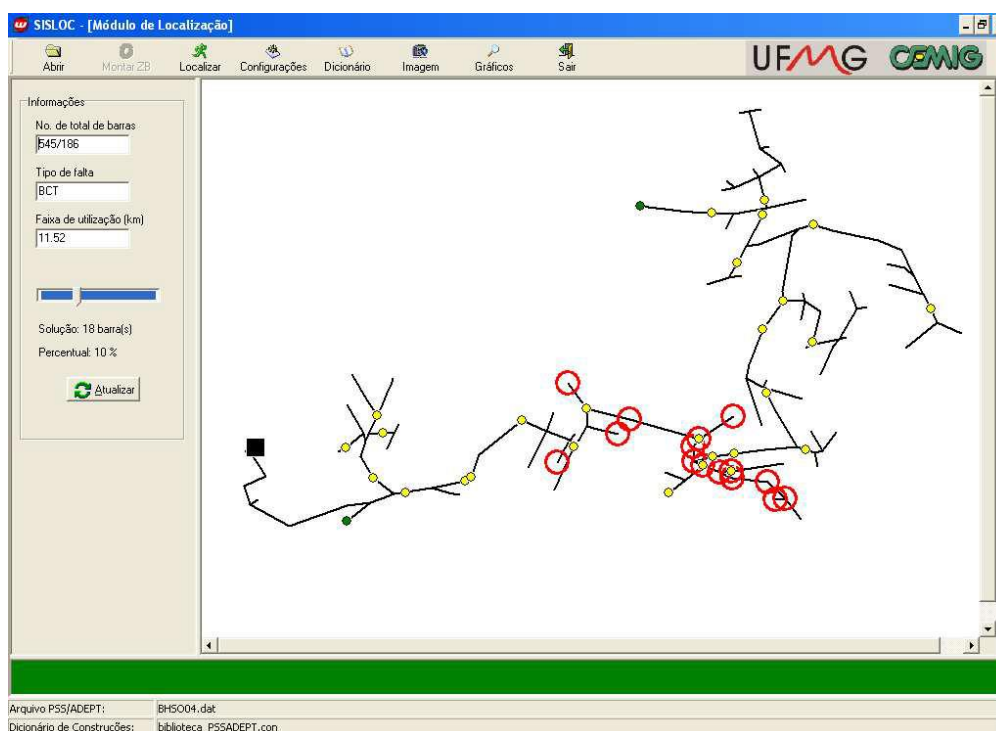 SISLOC - [Módulo de Localização]
Abrir Montar ZB Localizar Configurações Dicionário Imagem Gráficos Sair
UFMG CEMIG
Informações
No. de total de barras
545/186
Tipo de falta
BCT
Faixa de utilização (km)
11.52
Solução: 18 barra(s)
Percentual: 10 %
Atualizar
Arquivo PSS/ADEPT: BHSO04.dat
Dicionário de Construções: biblioteca_PSSADEPT.con